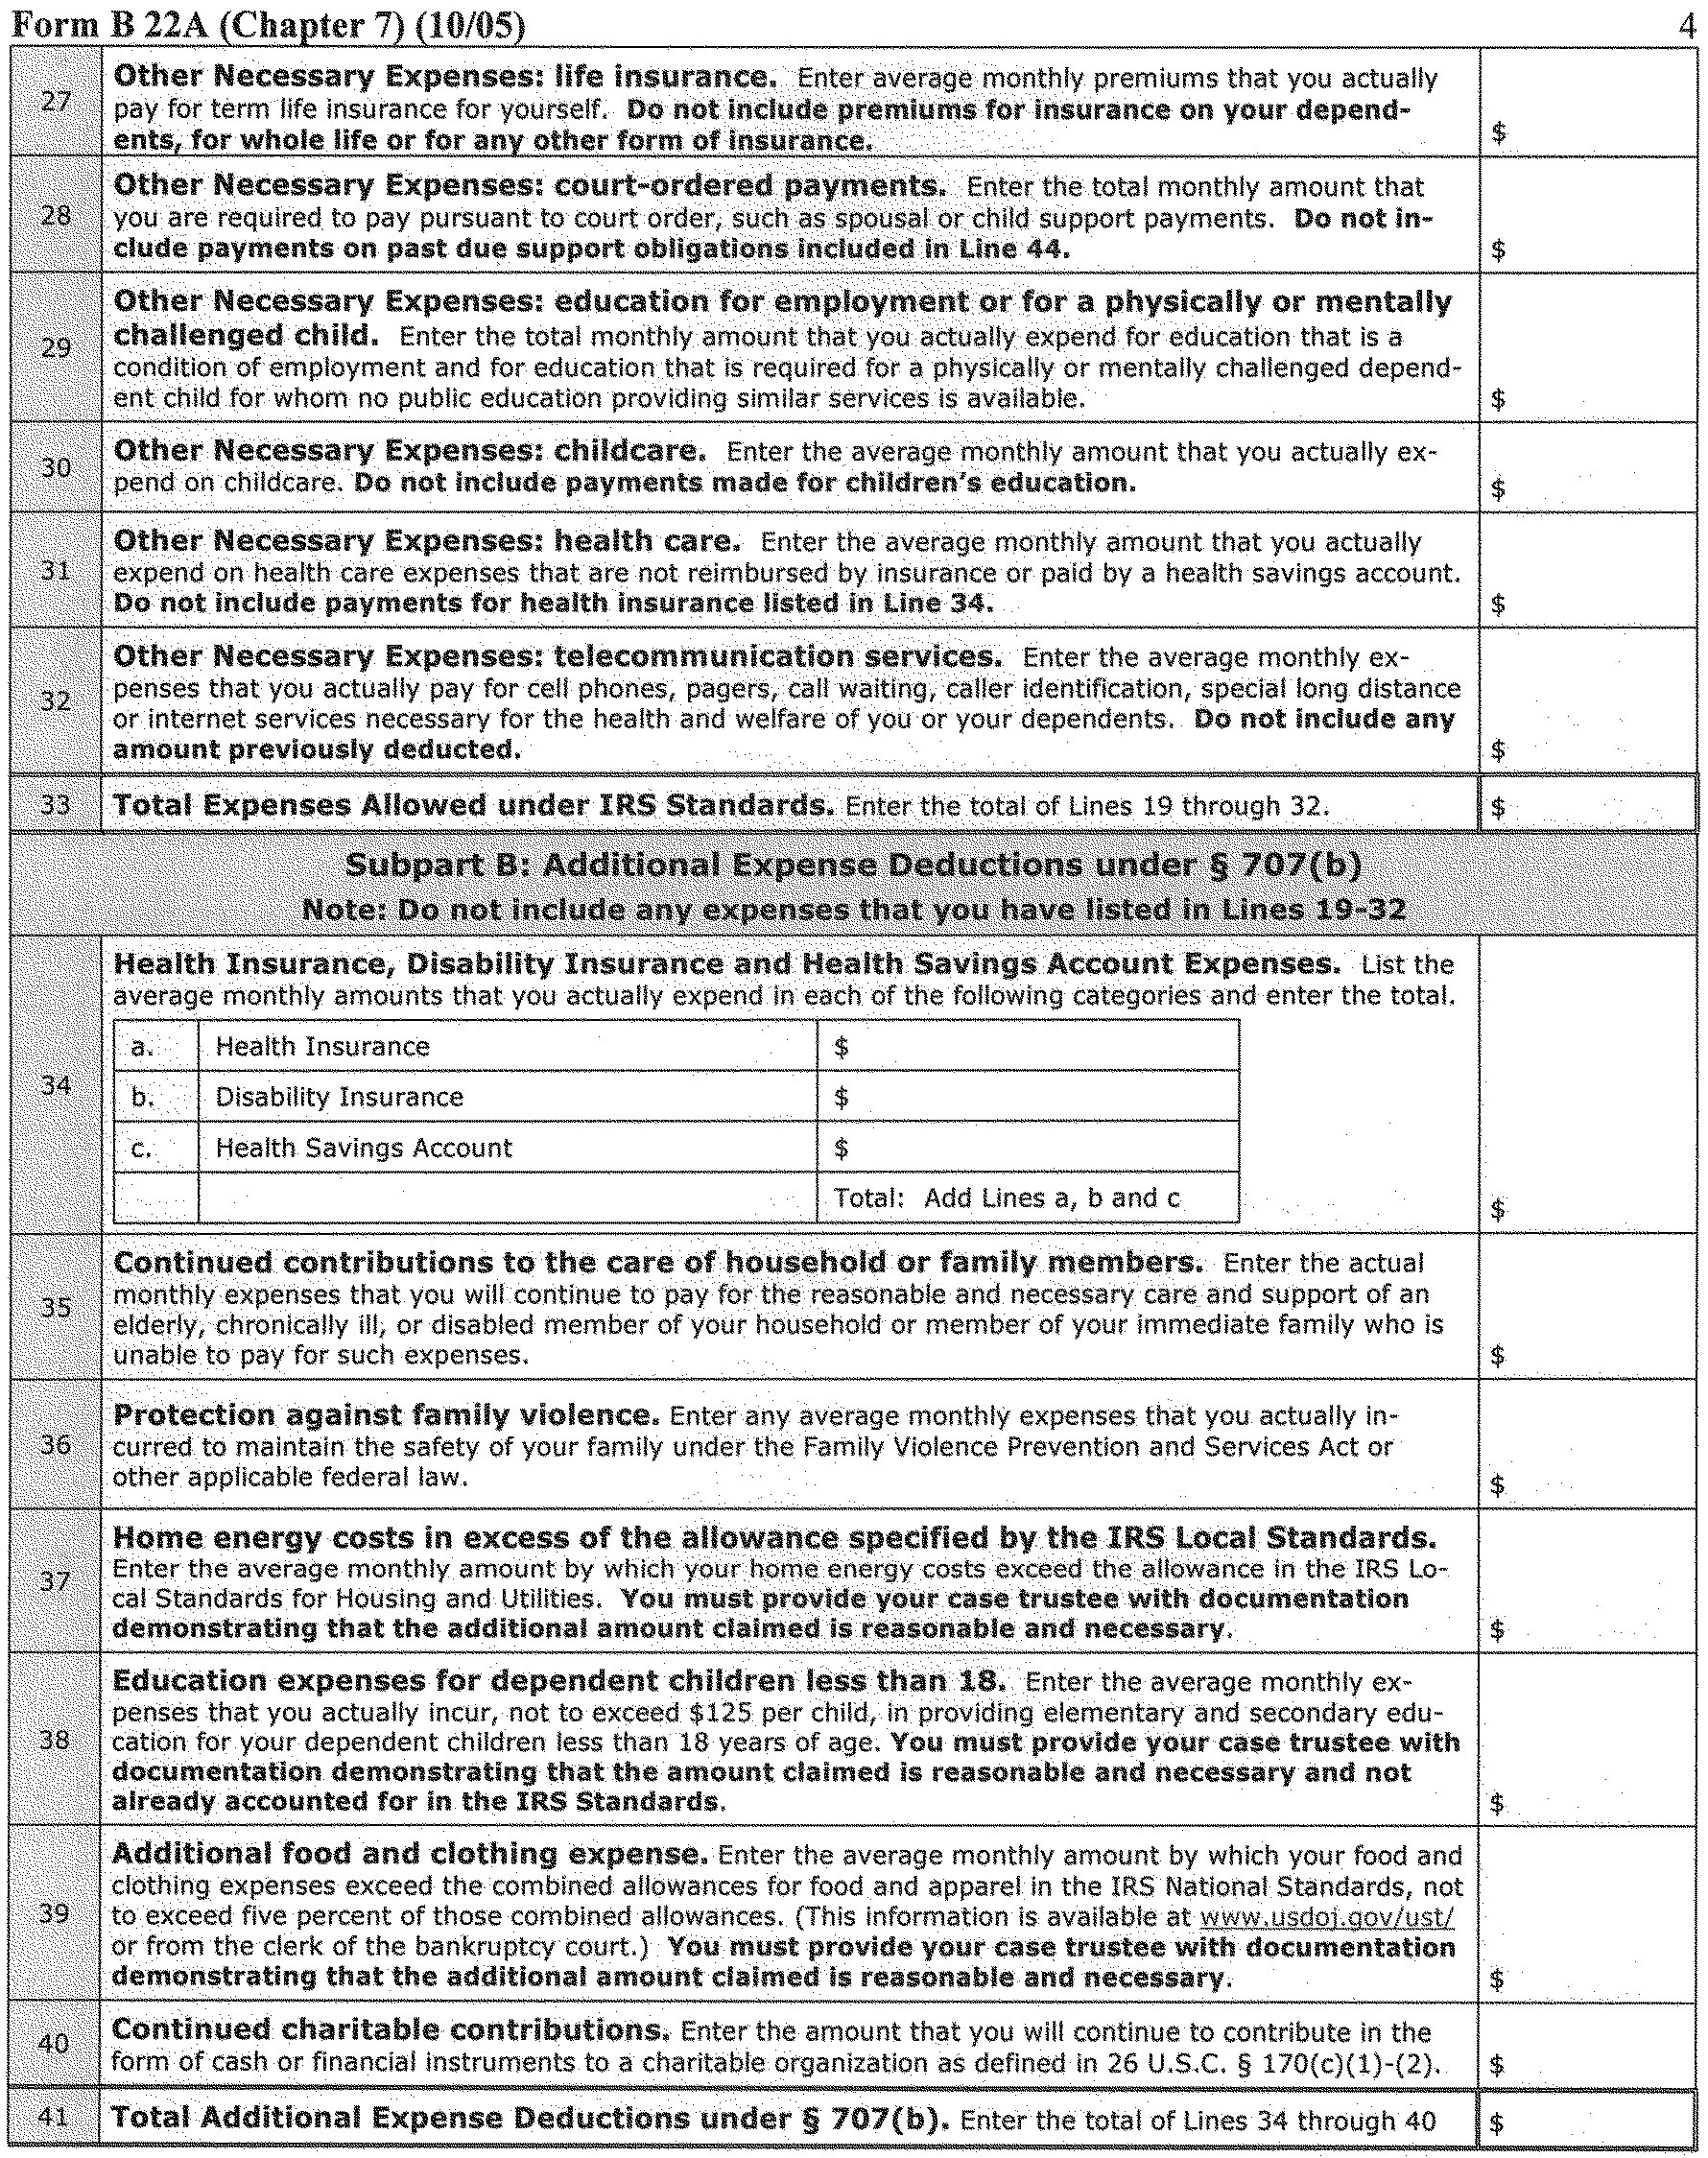 Form B 22A (Chapter 7) (10/05) 4
27 Other Necessary Expenses: life insurance. Enter average monthly premiums that you actually
pay for term life insurance for yourself. Do not include premiums for insurance on your depend-
ents, for whole life or for any other form of insurance. $
28 Other Necessary Expenses: court-ordered payments. Enter the total monthly amount that
you are required to pay pursuant to court order, such as spousal or child support payments. Do not in-
clude payments on past due support obligations included in Line 44. $
29 Other Necessary Expenses: education for employment or for a physically or mentally
challenged child. Enter the total monthly amount that you actually expend for education that is a
condition of employment and for education that is required for a physically or mentally challenged depend-
ent child for whom no public education providing similar services is available. $
30 Other Necessary Expenses: childcare. Enter the average monthly amount that you actually ex-
pend on childcare. Do not include payments made for children's education. $
31 Other Necessary Expenses: health care. Enter the average monthly amount that you actually
expend on health care expenses that are not reimbursed by insurance or paid by a health savings account.
Do not include payments for health insurance listed in Line 34. $
32 Other Necessary Expenses: telecommunication services. Enter the average monthly ex-
penses that you actually pay for cell phones, pagers, call waiting, caller identification, special long distance
or internet services necessary for the health and welfare of you or your dependents. Do not include any
amount previously deducted. $
33 Total Expenses Allowed under IRS Standards. Enter the total of Lines 19 through 32. $
Subpart B: Additional Expense Deductions under § 707(b)
Note: Do not include any expenses that you have listed in Lines 19-32
34 Health Insurance, Disability Insurance and Health Savings Account Expenses. List the
average monthly amounts that you actually expend in each of the following categories and enter the total.
a. Health Insurance $
b. Disability Insurance $
c. Health Savings Account $
Total: Add Lines a, b and c $
35 Continued contributions to the care of household or family members. Enter the actual
monthly expenses that you will continue to pay for the reasonable and necessary care and support of an
elderly, chronically ill, or disabled member of your household or member of your immediate family who is
unable to pay for such expenses. $
36 Protection against family violence. Enter any average monthly expenses that you actually in-
curred to maintain the safety of your family under the Family Violence Prevention and Services Act or
other applicable federal law. $
37 Home energy costs in excess of the allowance specified by the IRS Local Standards.
Enter the average monthly amount by which your home energy costs exceed the allowance in the IRS Lo-
cal Standards for Housing and Utilities. You must provide your case trustee with documentation
demonstrating that the additional amount claimed is reasonable and necessary. $
38 Education expenses for dependent children less than 18. Enter the average monthly ex-
penses that you actually incur, not to exceed $125 per child, in providing elementary and secondary edu-
cation for your dependent children less than 18 years of age. You must provide your case trustee with
documentation demonstrating that the amount claimed is reasonable and necessary and not
already accounted for in the IRS Standards. $
39 Additional food and clothing expense. Enter the average monthly amount by which your food and
clothing expenses exceed the combined allowances for food and apparel in the IRS National Standards, not
to exceed five percent of those combined allowances. (This information is available at www.usdoj.gov/ust/
or from the clerk of the bankruptcy court.) You must provide your case trustee with documentation
demonstrating that the additional amount claimed is reasonable and necessary. $
40 Continued charitable contributions. Enter the amount that you will continue to contribute in the
form of cash or financial instruments to a charitable organization as defined in 26 U.S.C. § 170(c)(1)-(2). $
41 Total Additional Expense Deductions under § 707(b). Enter the total of Lines 34 through 40 $